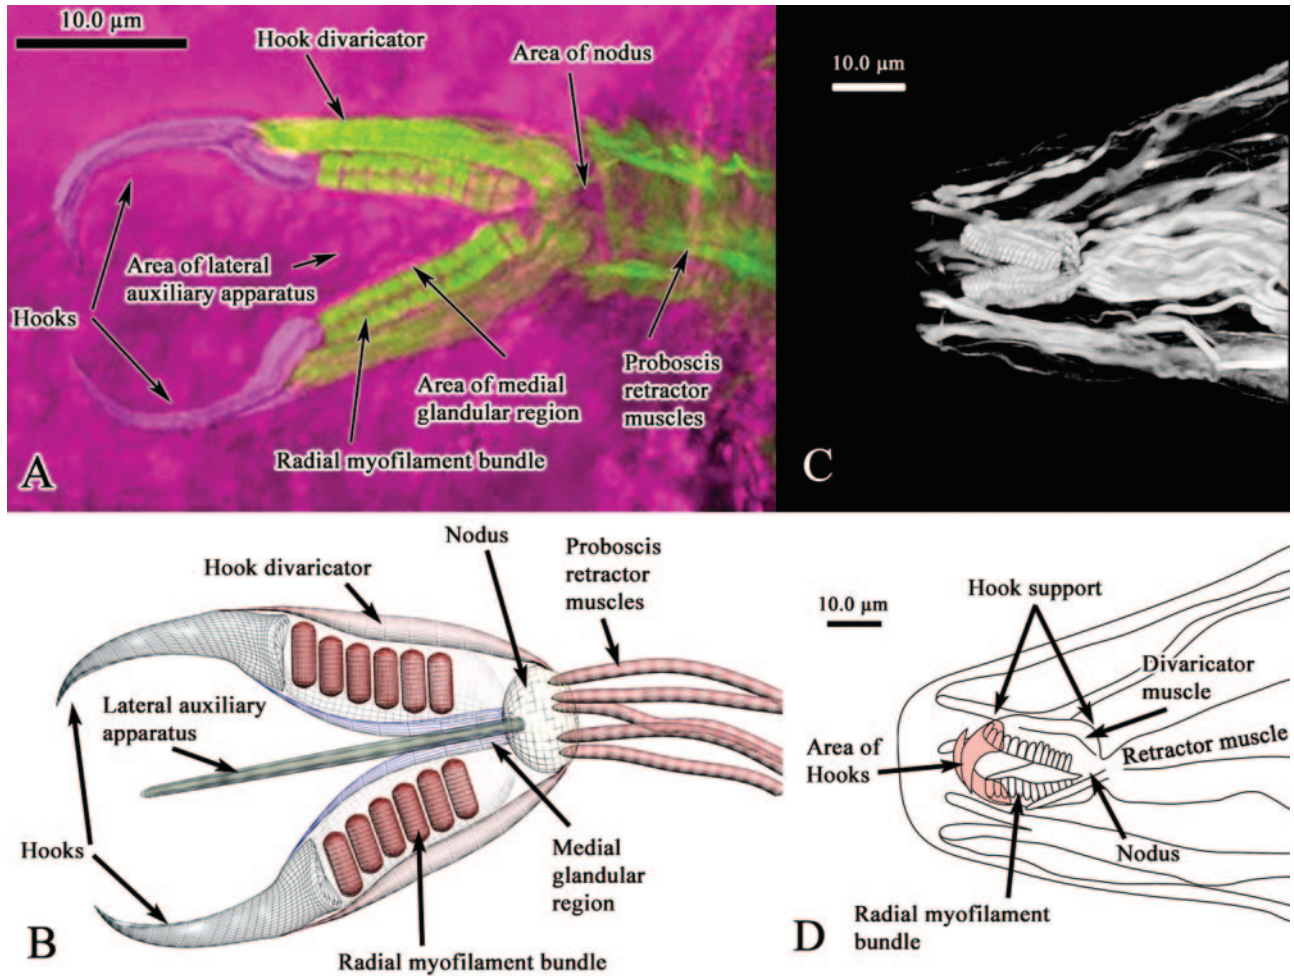 10.0 µm
Hook divaricator
Area of nodus
Area of lateral
auxiliary apparatus
Hooks
Area of medial
glandular region
Proboscis
retractor
muscles
Radial myofilament bundle
A
10.0 µm
C
Nodus
Hook divaricator
Proboscis
retractor
muscles
Lateral auxiliary
apparatus
Hooks
Medial
glandular
region
B
Radial myofilament bundle
10.0 µm
Hook support
Divaricator
muscle
Area of
Hooks
Retractor muscle
Nodus
Radial myofilament
bundle
D